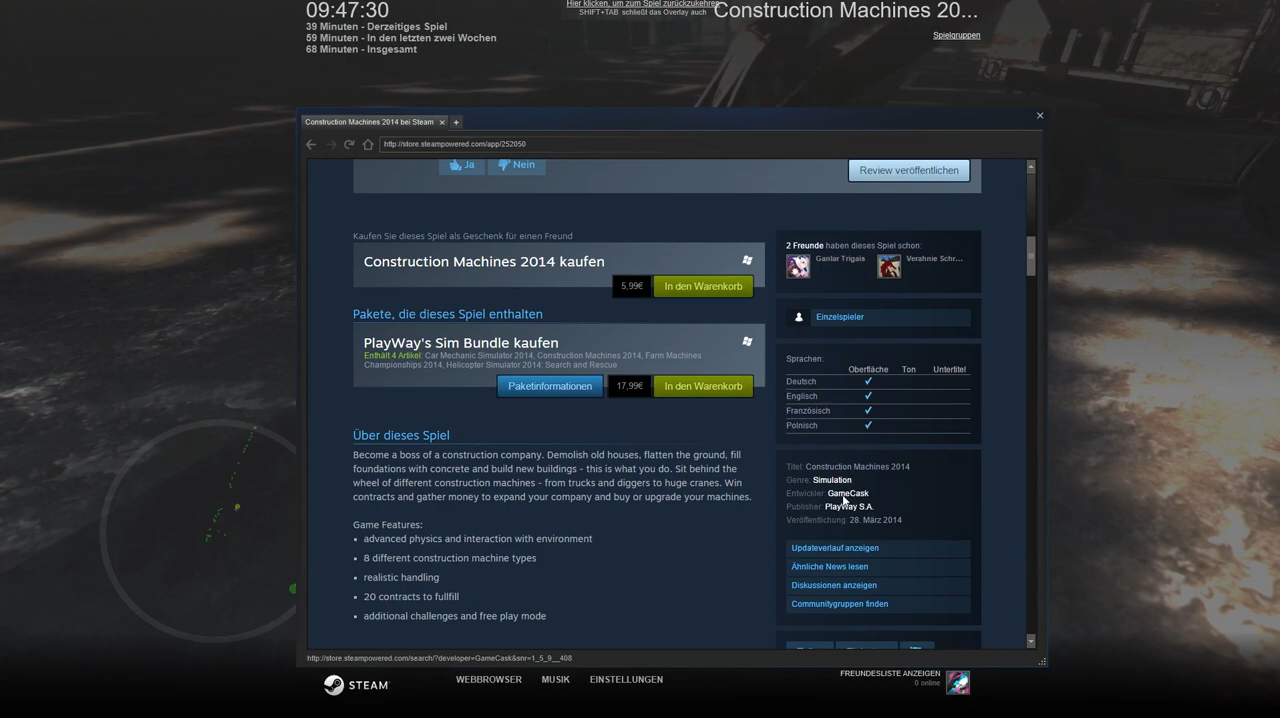 09:47:30
39 Minuten - Derzeitiges Spiel
59 Minuten - In den letzten zwei Wochen
68 Minuten - Insgesamt
Hier klicken, um zum Spiel zurückzukehren
SHIFT+TAB schließt das Overlay auch
Construction Machines 20...
Spielgruppen
Construction Machines 2014 bei Steam
http://store.steampowered.com/app/252050
Ja
Nein
Review veröffentlichen
Kaufen Sie dieses Spiel als Geschenk für einen Freund
Construction Machines 2014 kaufen
5,99€
In den Warenkorb
Pakete, die dieses Spiel enthalten
PlayWay's Sim Bundle kaufen
Enthält 4 Artikel: Car Mechanic Simulator 2014, Construction Machines 2014, Farm Machines
Championships 2014, Helicopter Simulator 2014: Search and Rescue
Paketinformationen
17,99€
In den Warenkorb
Über dieses Spiel
Become a boss of a construction company. Demolish old houses, flatten the ground, fill
foundations with concrete and build new buildings - this is what you do. Sit behind the
wheel of different construction machines - from trucks and diggers to huge cranes. Win
contracts and gather money to expand your company and buy or upgrade your machines.
Game Features:
advanced physics and interaction with environment
8 different construction machine types
realistic handling
20 contracts to fullfill
additional challenges and free play mode
2 Freunde haben dieses Spiel schon:
Ganlar Trigais
Verahnie Schr...
Einzelspieler
Sprachen:
Oberfläche Ton Untertitel
Deutsch
Englisch
Französisch
Polnisch
Titel: Construction Machines 2014
Genre: Simulation
Entwickler: GameCask
Publisher: PlayWay S.A.
Veröffentlichung: 28. März 2014
Updateverlauf anzeigen
Ähnliche News lesen
Diskussionen anzeigen
Communitygruppen finden
http://store.steampowered.com/search/?developer=GameCask&snr=1_5_9__408
STEAM
WEBBROWSER
MUSIK
EINSTELLUNGEN
FREUNDESLISTE ANZEIGEN
0 online